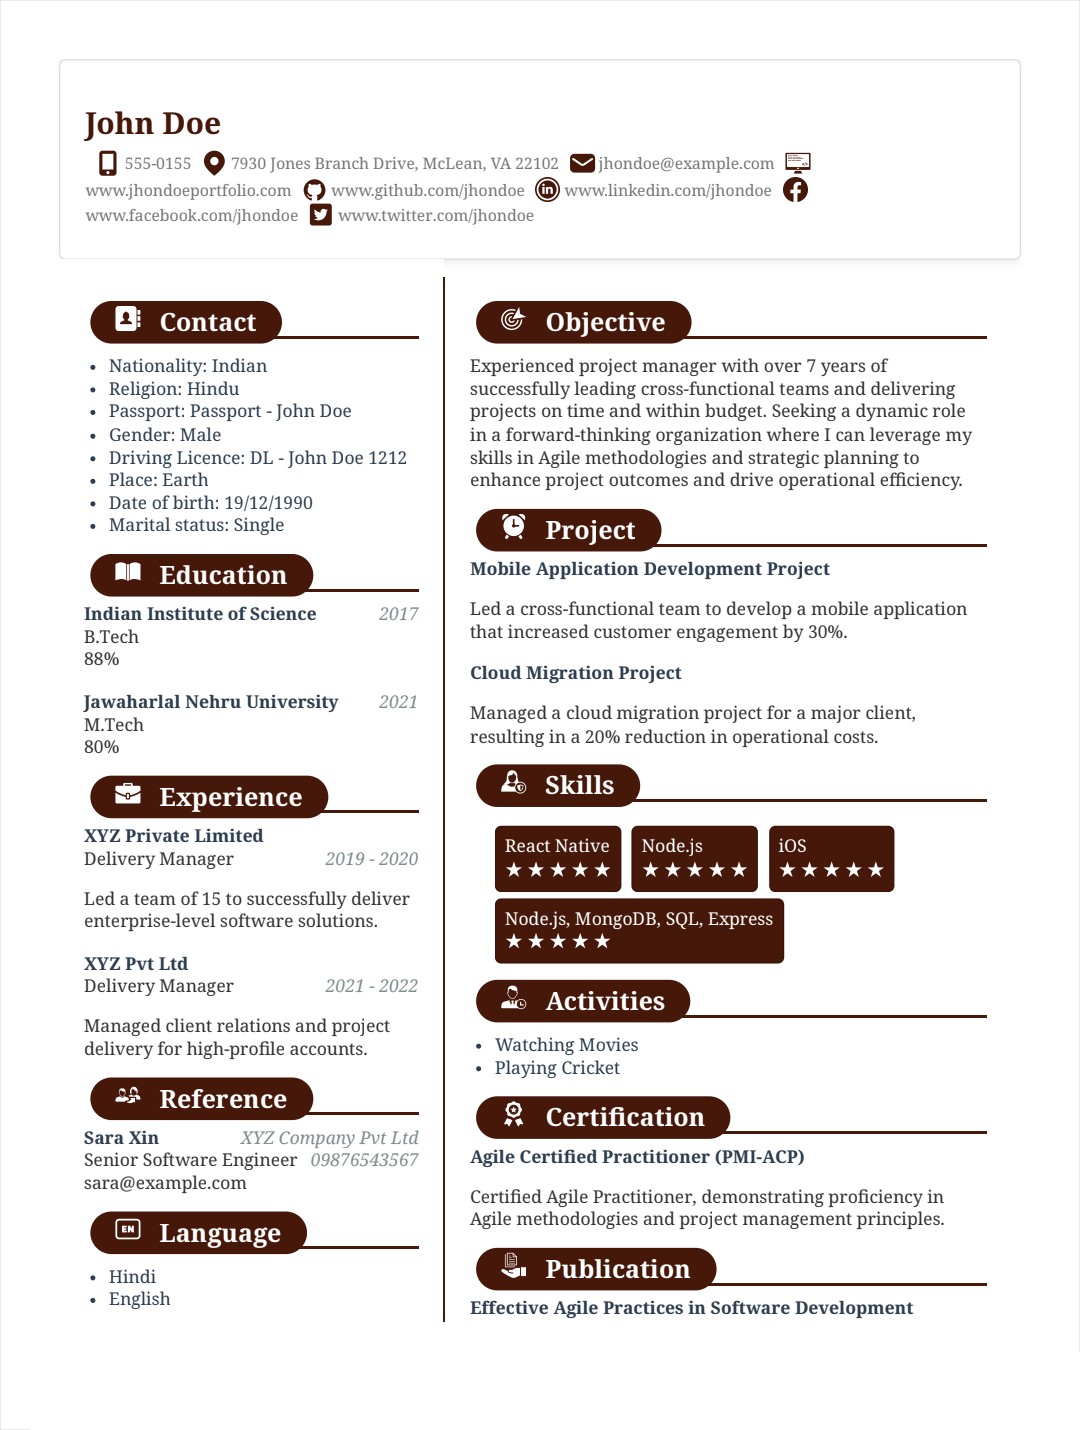 John Doe
555-0155 7930 Jones Branch Drive, McLean, VA 22102 jhondoe@example.com
www.jhondoeportfolio.com www.github.com/jhondoe www.linkedin.com/jhondoe
www.facebook.com/jhondoe www.twitter.com/jhondoe
Contact
Nationality: Indian
Religion: Hindu
Passport: Passport - John Doe
Gender: Male
Driving Licence: DL - John Doe 1212
Place: Earth
Date of birth: 19/12/1990
Marital status: Single
Education
Indian Institute of Science 2017
B.Tech
88%
Jawaharlal Nehru University 2021
M.Tech
80%
Experience
XYZ Private Limited
Delivery Manager 2019 - 2020
Led a team of 15 to successfully deliver
enterprise-level software solutions.
XYZ Pvt Ltd
Delivery Manager 2021 - 2022
Managed client relations and project
delivery for high-profile accounts.
Reference
Sara Xin XYZ Company Pvt Ltd
Senior Software Engineer 09876543567
sara@example.com
EN Language
Hindi
English
Objective
Experienced project manager with over 7 years of
successfully leading cross-functional teams and delivering
projects on time and within budget. Seeking a dynamic role
in a forward-thinking organization where I can leverage my
skills in Agile methodologies and strategic planning to
enhance project outcomes and drive operational efficiency.
Project
Mobile Application Development Project
Led a cross-functional team to develop a mobile application
that increased customer engagement by 30%.
Cloud Migration Project
Managed a cloud migration project for a major client,
resulting in a 20% reduction in operational costs.
Skills
React Native Node.js iOS
★★★★★ ★★★★★ ★★★★★
Node.js, MongoDB, SQL, Express
★★★★★
Activities
Watching Movies
Playing Cricket
Certification
Agile Certified Practitioner (PMI-ACP)
Certified Agile Practitioner, demonstrating proficiency in
Agile methodologies and project management principles.
Publication
Effective Agile Practices in Software Development